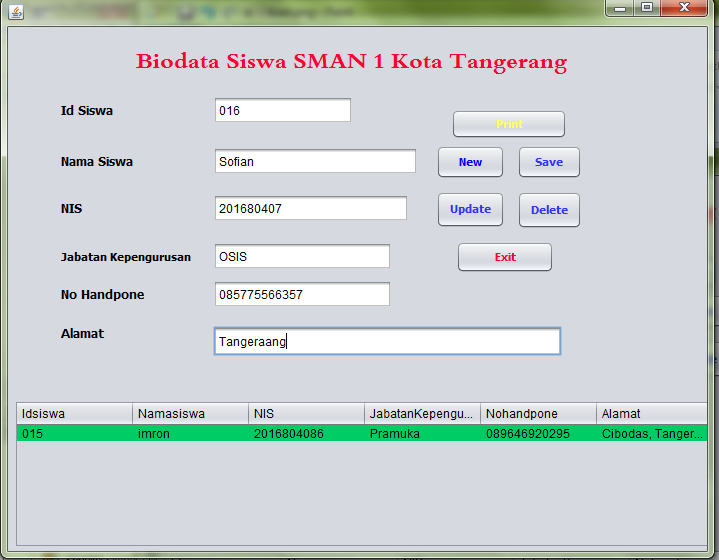 Biodata Siswa SMAN 1 Kota Tangerang
Id Siswa 016
Print
Nama Siswa Sofian New Save
NIS 201680407 Update Delete
Jabatan Kepengurusan OSIS Exit
No Handpone 085775566357
Alamat Tangeraang
Idsiswa Namasiswa NIS JabatanKepengu... Nohandpone Alamat
015 imron 2016804086 Pramuka 089646920295 Cibodas, Tanger...